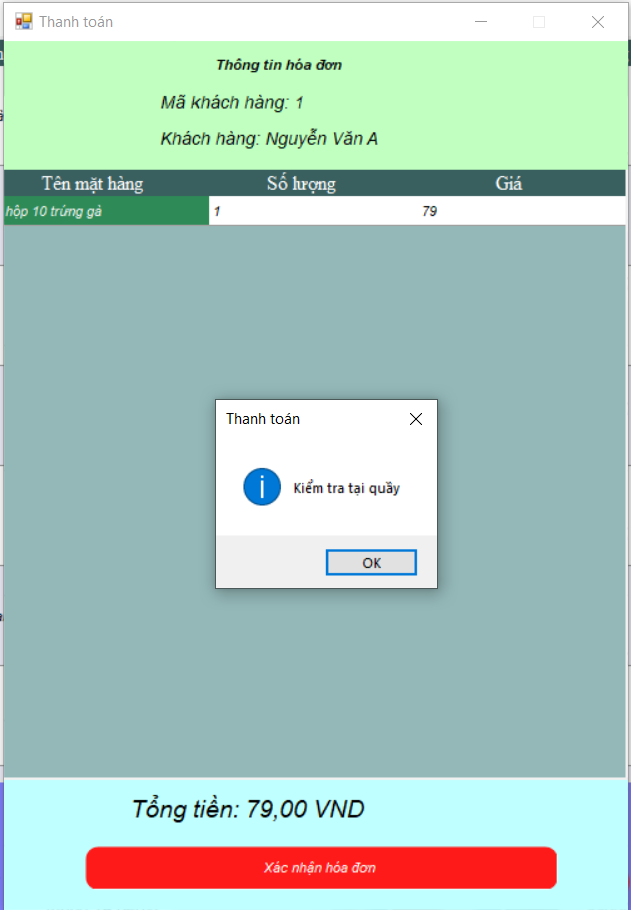 Thanh toán
Thông tin hóa đơn
Mã khách hàng: 1
Khách hàng: Nguyễn Văn A
Tên mặt hàng Số lượng Giá
hộp 10 trứng gà 1 79
Thanh toán
Kiểm tra tại quầy
OK
Tổng tiền: 79,00 VND
Xác nhận hóa đơn